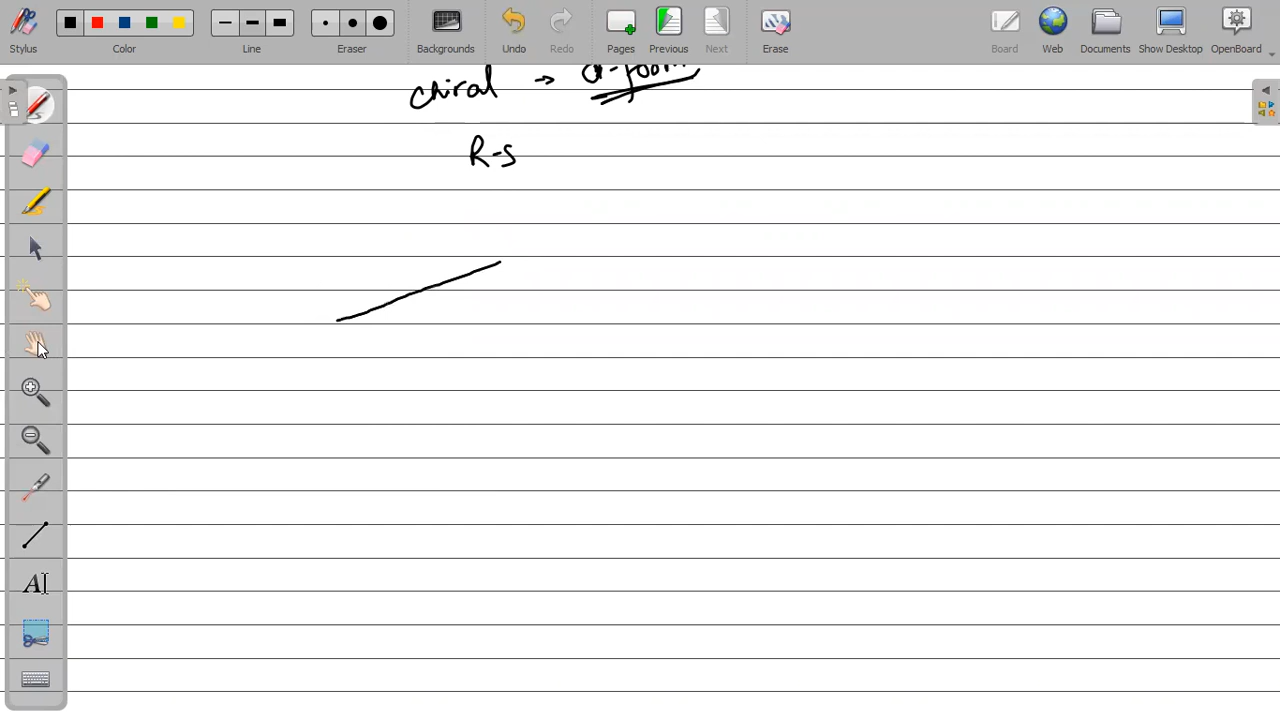 Stylus Color Line Eraser Backgrounds Undo Redo Pages Previous Next Erase Board Web Documents Show Desktop OpenBoard
chiral →
R-S
A